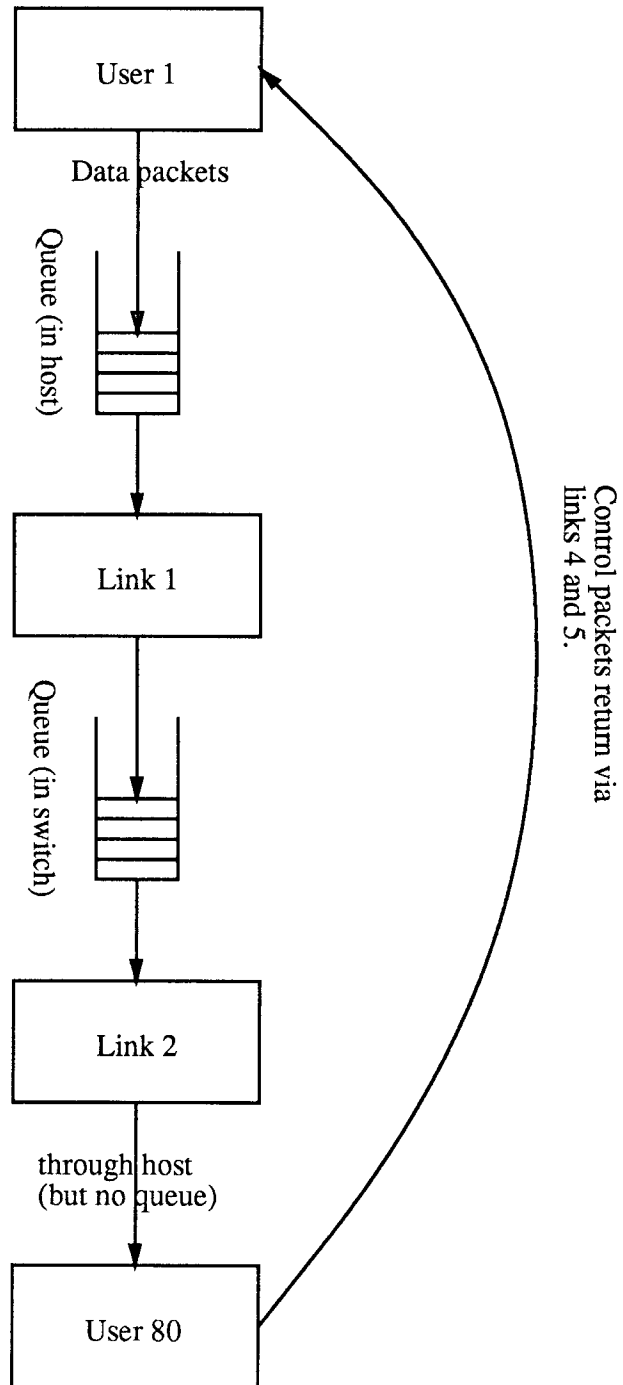 User 1
Data packets
Queue (in host)
Link 1
Control packets return via
links 4 and 5.
Queue (in switch)
Link 2
through host
(but no queue)
User 80